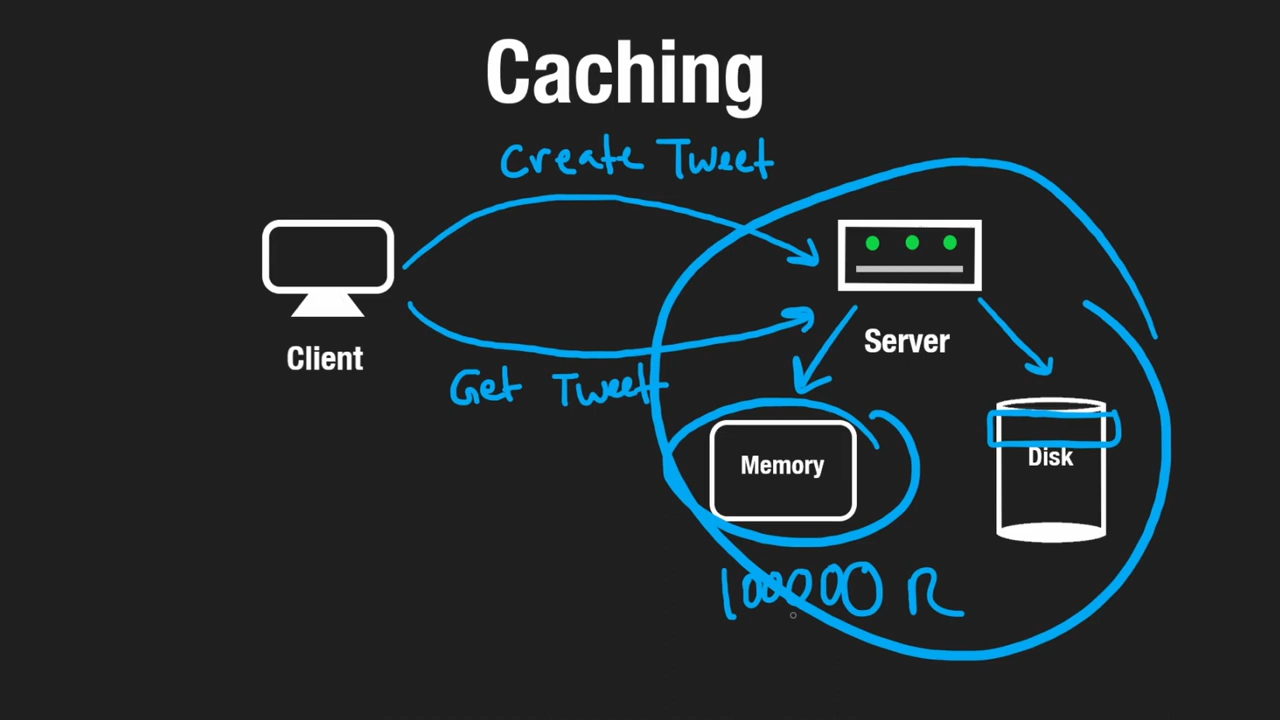 Caching
Create Tweet
Client
Server
Get Tweet
Memory
Disk
100000 R